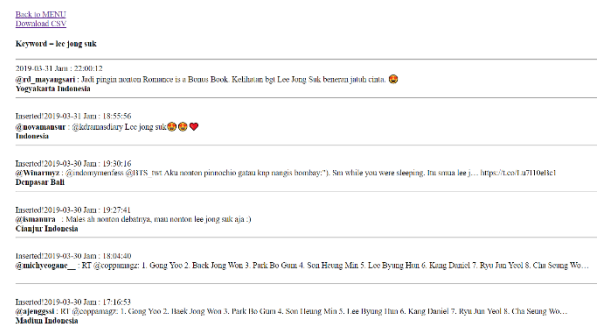 Back to MENU
Download CSV
Keyword = lee jong suk
2019-03-31 Jam : 22:00:12
@rd_mayangsari : Jadi pingin nonton Romance is a Bonus Book. Kelihatan bgt Lee Jong Suk beneran jatuh cinta. 😍
Yogyakarta Indonesia
Inserted!2019-03-31 Jam : 18:55:56
@novamansur : @kdramasdiary Lee jong suk😍😍❤
Indonesia
Inserted!2019-03-30 Jam : 19:30:16
@Winarmyz : @indomymenfess @BTS_twt Aku nonton pinnochio gatau knp nangis bombay:"). Sm while you were sleeping. Itu smua lee j…
Denpasar Bali
Inserted!2019-03-30 Jam : 19:27:41
: Males ah nonton debatnya, mau nonton lee jong suk aja :)
Cianjur Indonesia
Inserted!2019-03-30 Jam : 18:04:40
@michyeogane__ : RT @coppamagz: 1. Gong Yoo 2. Baek Jong Won 3. Park Bo Gum 4. Son Heung Min 5. Lee Byung Hun 6. Kang Daniel 7. Ryu Jun Yeol 8. Cha Seung Wo…
Inserted!2019-03-30 Jam : 17:16:53
@ajenggssi : RT @coppamagz: 1. Gong Yoo 2. Baek Jong Won 3. Park Bo Gum 4. Son Heung Min 5. Lee Byung Hun 6. Kang Daniel 7. Ryu Jun Yeol 8. Cha Seung Wo…
Madiun Indonesia